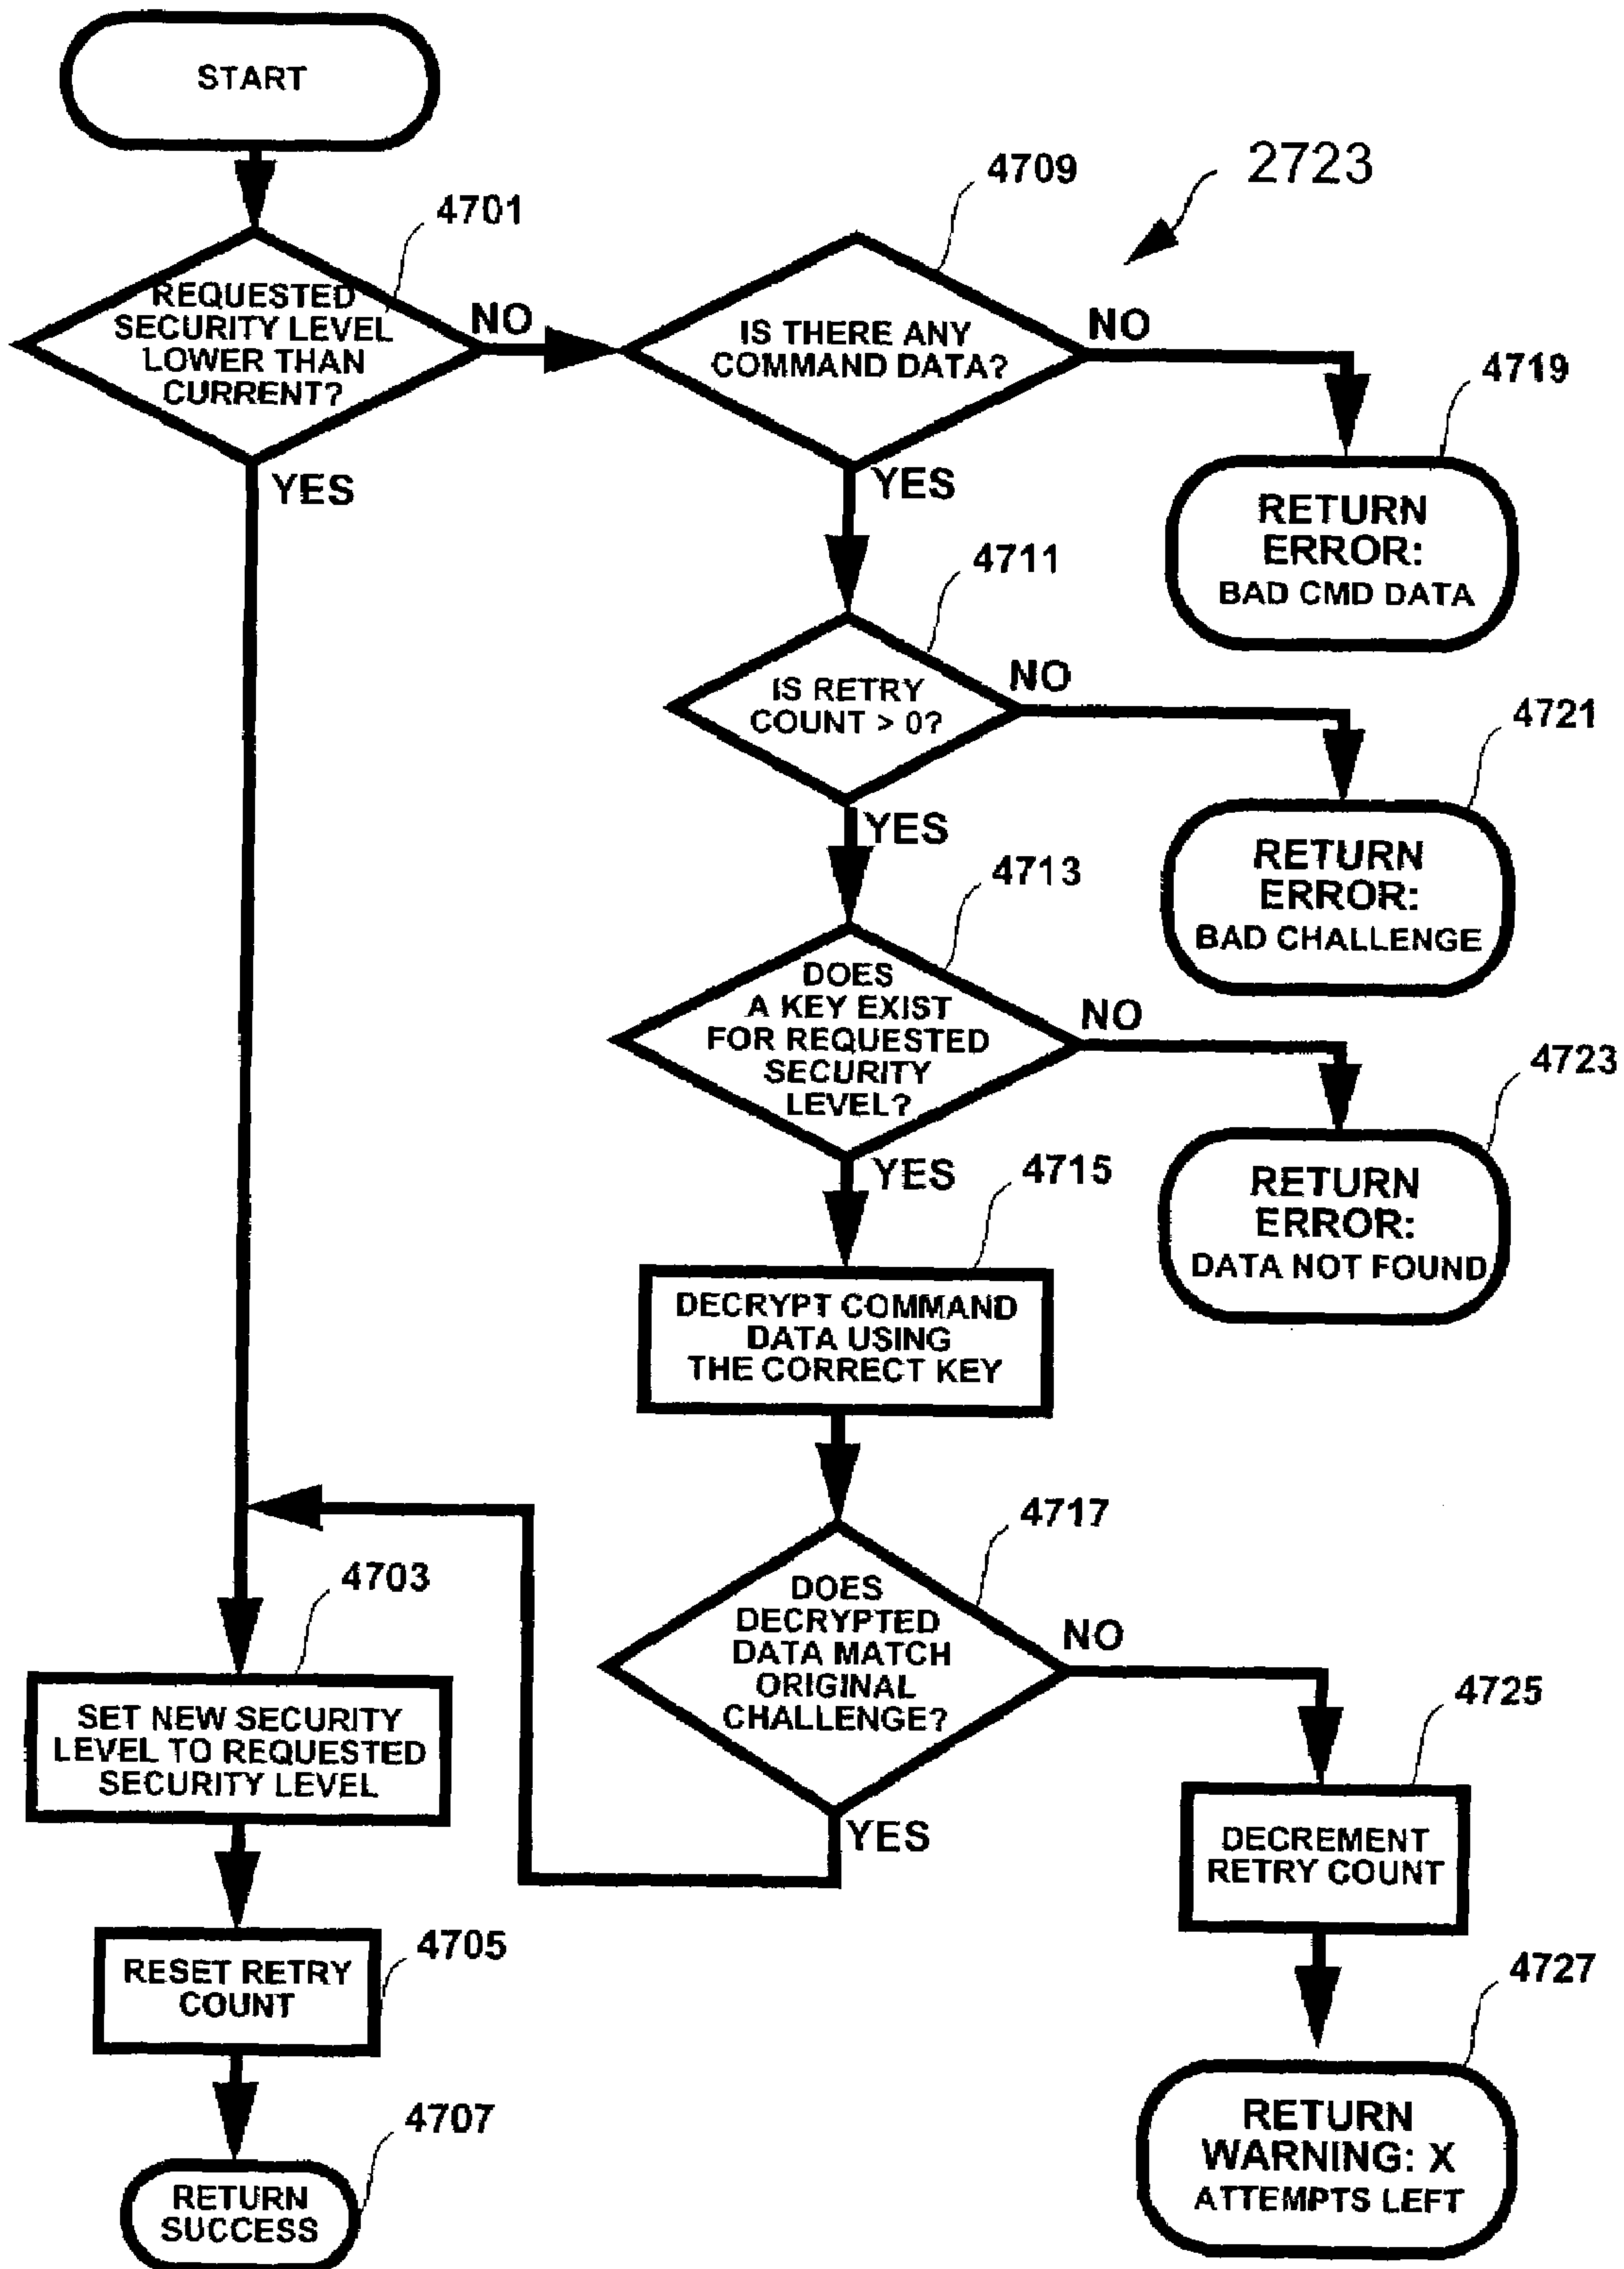 START
2723
4701
REQUESTED
SECURITY LEVEL
LOWER THAN
CURRENT?
NO
YES
4709
IS THERE ANY
COMMAND DATA?
NO
YES
4719
RETURN
ERROR:
BAD CMD DATA
4711
IS RETRY
COUNT > 0?
NO
YES
4721
RETURN
ERROR:
BAD CHALLENGE
4713
DOES
A KEY EXIST
FOR REQUESTED
SECURITY
LEVEL?
NO
YES
4723
RETURN
ERROR:
DATA NOT FOUND
4715
DECRYPT COMMAND
DATA USING
THE CORRECT KEY
4717
DOES
DECRYPTED
DATA MATCH
ORIGINAL
CHALLENGE?
NO
YES
4703
SET NEW SECURITY
LEVEL TO REQUESTED
SECURITY LEVEL
4725
DECREMENT
RETRY COUNT
4705
RESET RETRY
COUNT
4727
RETURN
WARNING: X
ATTEMPTS LEFT
4707
RETURN
SUCCESS